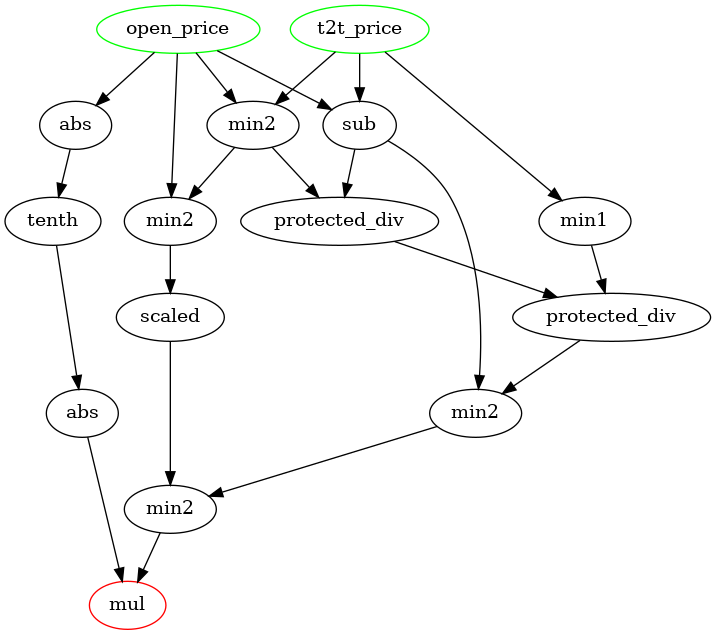 open_price
t2t_price
abs
min2
sub
tenth
min2
protected_div
min1
scaled
protected_div
abs
min2
min2
mul